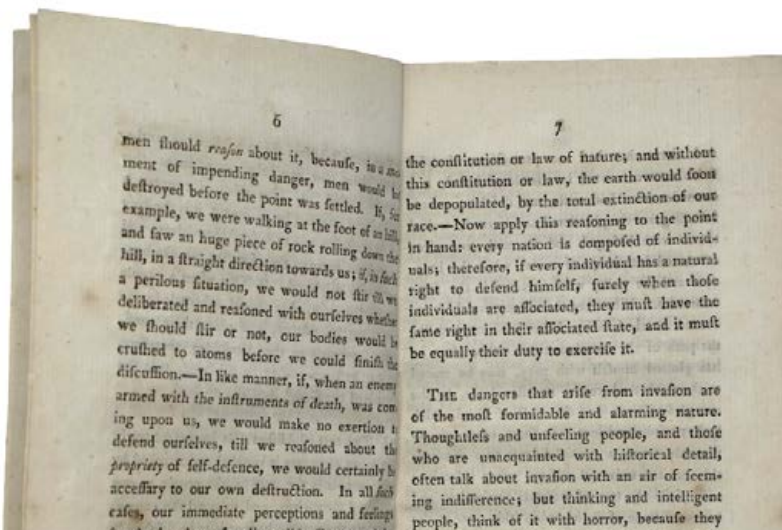 6
men ſhould reaſon about it, becauſe, in a mo-
ment of impending danger, men would be
deſtroyed before the point was ſettled. If, for
example, we were walking at the foot of an hill,
and ſaw an huge piece of rock rolling down the
hill, in a ſtraight direction towards us; if, in ſuch
a perilous ſituation, we would not ſtir till we
deliberated and reaſoned with ourſelves whether
we ſhould ſtir or not, our bodies would be
cruſhed to atoms before we could finiſh the
diſcuſſion.—In like manner, if, when an enemy
armed with the inſtruments of death, was com
ing upon us, we would make no exertion t
defend ourſelves, till we reaſoned about the
propriety of ſelf-defence, we would certainly be
acceſſary to our own deſtruction. In all ſuch
caſes, our immediate perceptions and feelings
7
the conſtitution or law of nature; and without
this conſtitution or law, the earth would ſoon
be depopulated, by the total extinction of our
race.—Now apply this reaſoning to the point
in hand: every nation is compoſed of individ-
uals; therefore, if every individual has a natural
right to defend himſelf, ſurely when thoſe
individuals are aſſociated, they muſt have the
ſame right in their aſſociated ſtate, and it muſt
be equally their duty to exerciſe it.
THE dangers that ariſe from invaſion are
of the moſt formidable and alarming nature.
Thoughtleſs and unfeeling people, and thoſe
who are unacquainted with hiſtorical detail,
often talk about invaſion with an air of ſeem-
ing indifference; but thinking and intelligent
people, think of it with horror, becauſe they